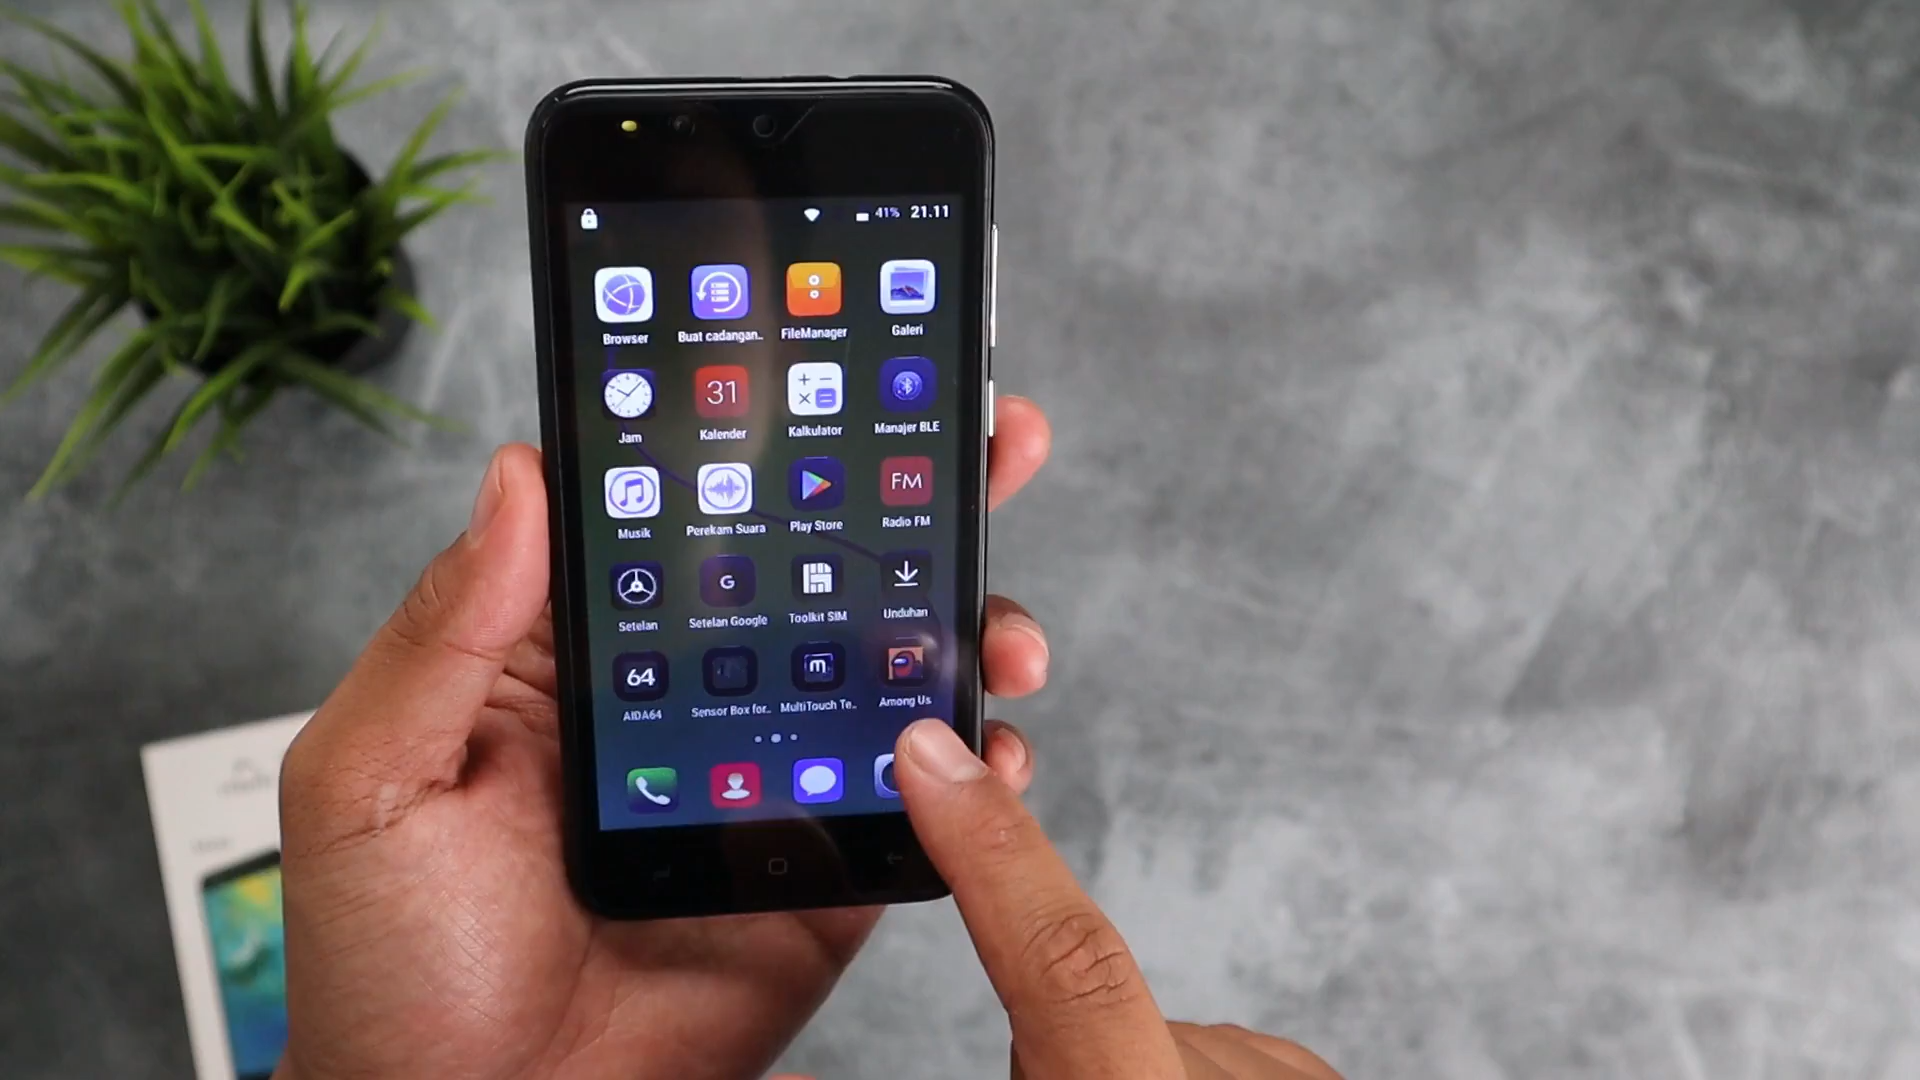 41% 21.11
Browser
Buat cadangan..
FileManager
Galeri
31
Jam
Kalender
Kalkulator
Manajer BLE
FM
Musik
Perekam Suara
Play Store
Radio FM
G
Setelan
Setelan Google
Toolkit SIM
Unduhan
64
m
AIDA64
Sensor Box for..
MultiTouch Te..
Among Us